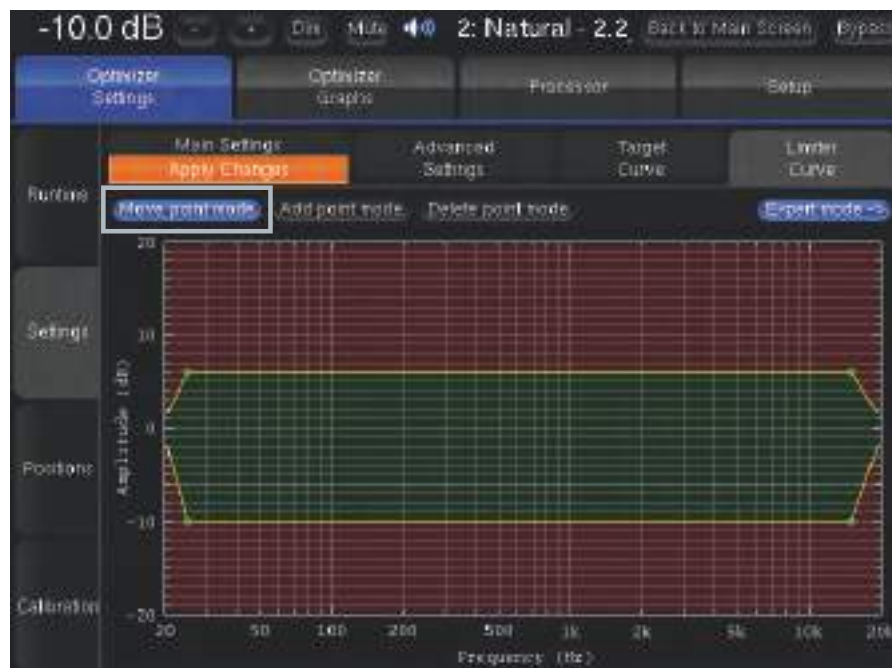 -10.0 dB - + Dim Mute 2: Natural - 2.2 Back to Main Screen Bypass
Optimizer Settings
Optimizer Graphs
Processor
Setup
Main Settings
Apply Changes
Advanced Settings
Target Curve
Limiter Curve
Runtime
Settings
Positions
Calibration
Move point mode Add point mode Delete point mode Expert mode ->
Amplitude (dB)
20
10
0
-10
-20
20 50 100 200 500 1k 2k 5k 10k 20k
Frequency (Hz)